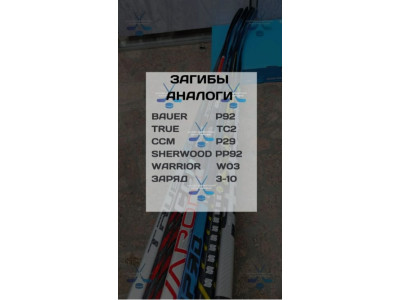 ЗАГИБЫ
АНАЛОГИ
BAUER P92
TRUE TC2
CCM P29
SHERWOOD PP92
WARRIOR W03
ЗАРЯД З-10